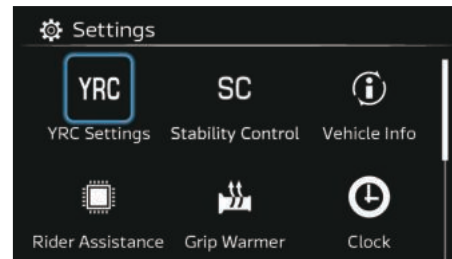 Settings
YRC SC
YRC Settings Stability Control Vehicle Info
Rider Assistance Grip Warmer Clock